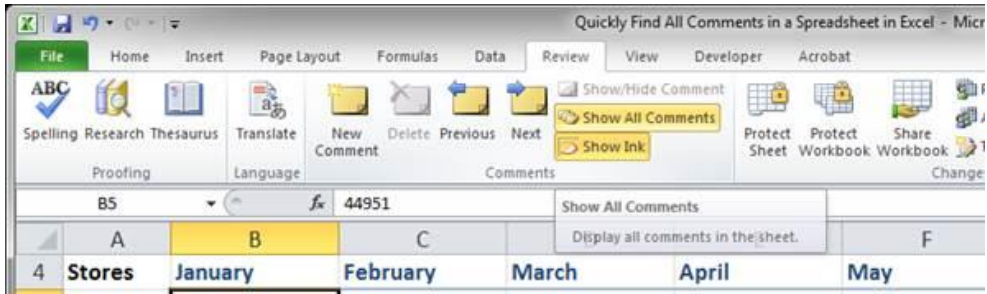 Quickly Find All Comments in a Spreadsheet in Excel - Micr
File Home Insert Page Layout Formulas Data Review View Developer Acrobat
ABC
Spelling Research Thesaurus Translate New Comment Delete Previous Next
Show/Hide Comment
Show All Comments
Show Ink
Protect Sheet Protect Workbook Share Workbook
Proofing Language Comments Change
B5 fx 44951
Show All Comments
Display all comments in the sheet.
A B C F
4 Stores January February March April May